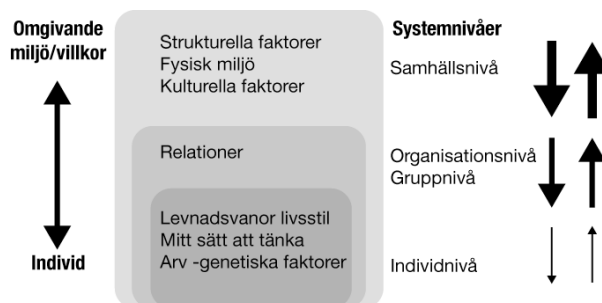 Omgivande
miljö/villkor
Individ
Strukturella faktorer
Fysisk miljö
Kulturella faktorer
Relationer
Levnadsvanor livsstil
Mitt sätt att tänka
Arv -genetiska faktorer
Systemnivåer
Samhällsnivå
Organisationsnivå
Gruppnivå
Individnivå